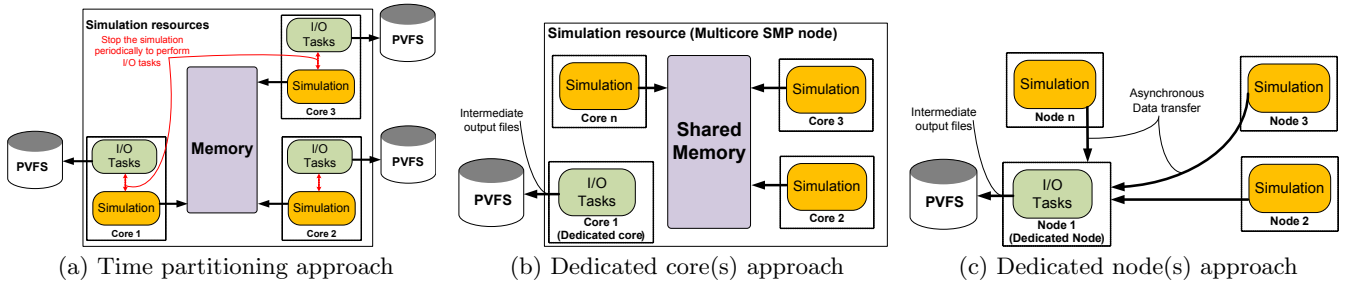 Simulation resources
Stop the simulation
periodically to perform
I/O tasks
I/O
Tasks
Simulation
Core 3
PVFS
Memory
PVFS
I/O
Tasks
Simulation
Core 1
I/O
Tasks
Simulation
Core 2
PVFS
(a) Time partitioning approach
Simulation resource (Multicore SMP node)
Simulation
Core n
Simulation
Core 3
Shared
Memory
Intermediate
output files
PVFS
I/O
Tasks
Core 1
(Dedicated core)
Simulation
Core 2
(b) Dedicated core(s) approach
Simulation
Node n
Asynchronous
Data transfer
Simulation
Node 3
Intermediate
output files
PVFS
I/O
Tasks
Node 1
(Dedicated Node)
Simulation
Node 2
(c) Dedicated node(s) approach